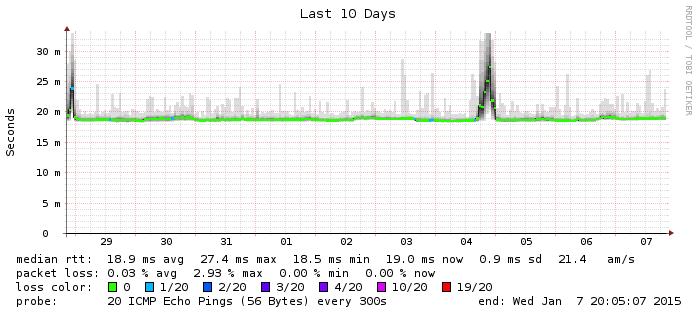 Last 10 Days
RRDTOOL / TOBI OETIKER
Seconds
30 m
25 m
20 m
15 m
10 m
5 m
0
29 30 31 01 02 03 04 05 06 07
median rtt: 18.9 ms avg 27.4 ms max 18.5 ms min 19.0 ms now 0.9 ms sd 21.4 am/s
packet loss: 0.03 % avg 2.93 % max 0.00 % min 0.00 % now
loss color: 0 1/20 2/20 3/20 4/20 10/20 19/20
probe: 20 ICMP Echo Pings (56 Bytes) every 300s end: Wed Jan 7 20:05:07 2015